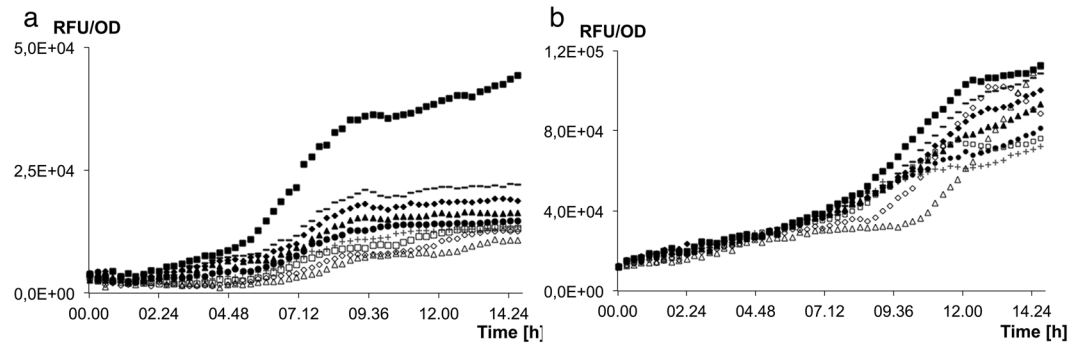 a
RFU/OD
5,0E+04
2,5E+04
0,0E+00
00.00 02.24 04.48 07.12 09.36 12.00 14.24
Time [h]
b
RFU/OD
1,2E+05
8,0E+04
4,0E+04
0,0E+00
00.00 02.24 04.48 07.12 09.36 12.00 14.24
Time [h]